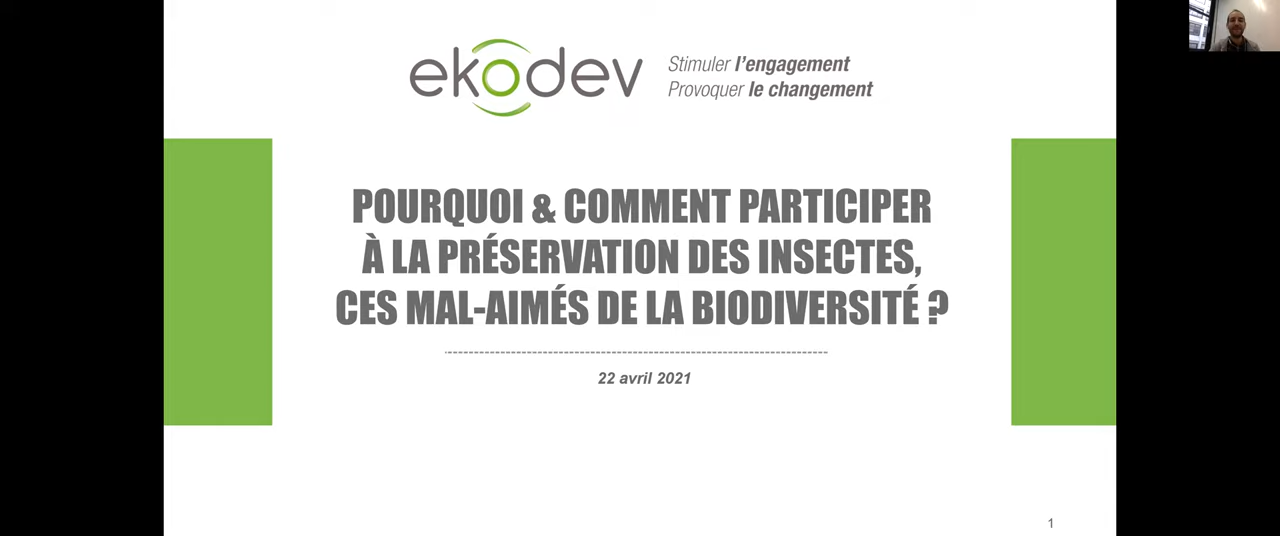 ekodev
Stimuler l'engagement
Provoquer le changement
POURQUOI & COMMENT PARTICIPER
À LA PRÉSERVATION DES INSECTES,
CES MAL-AIMÉS DE LA BIODIVERSITÉ ?
22 avril 2021
1